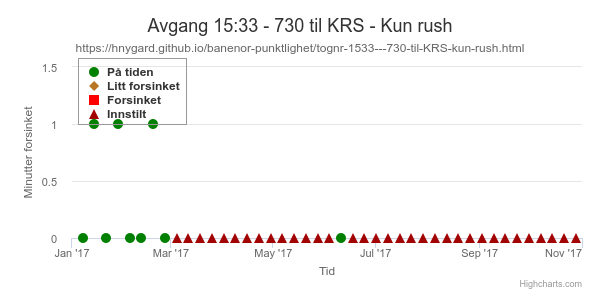 Avgang 15:33 - 730 til KRS - Kun rush
https://hnygard.github.io/banenor-punktlighet/tognr-1533---730-til-KRS-kun-rush.html
På tiden
Litt forsinket
Forsinket
Innstilt
Minutter forsinket
1.5
1
0.5
0
Jan '17
Mar '17
May '17
Jul '17
Sep '17
Nov '17
Tid
Highcharts.com